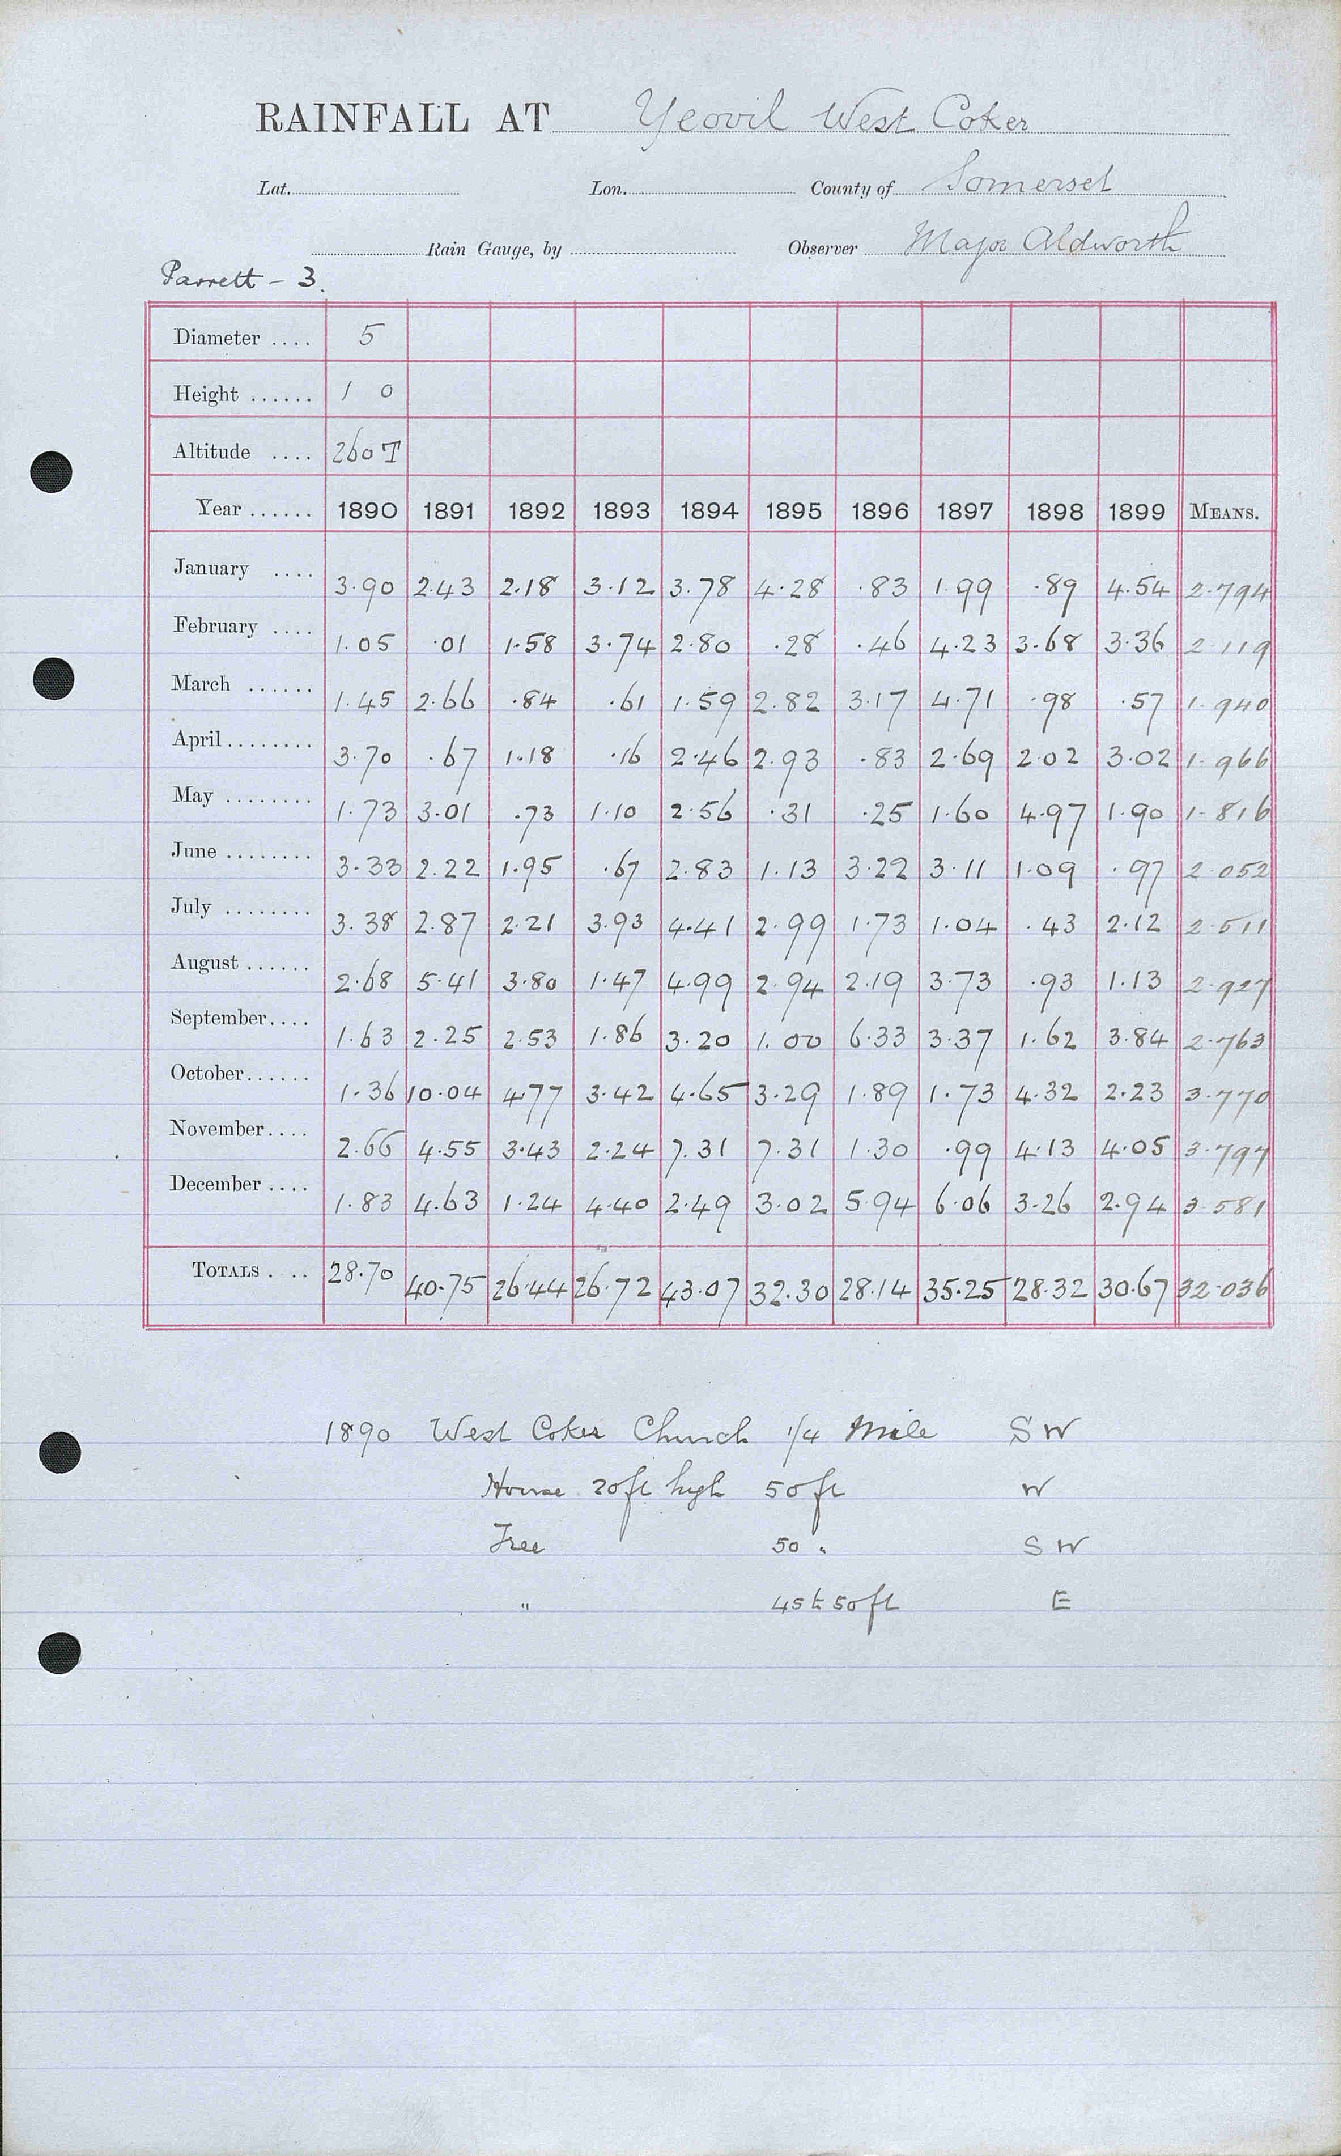 RAINFALL AT Yeovil West Coker
Lat. Lon. County of Somerset
Rain Gauge, by Observer Major Aldworth
Parrett - 3.
Diameter .... 5
Height ...... 1 0
Altitude .... 260 T
Year ...... 1890 1891 1892 1893 1894 1895 1896 1897 1898 1899 MEANS.
January .... 3.90 2.43 2.18 3.12 3.78 4.28 .83 1.99 .89 4.54 2.794
February .... 1.05 .01 1.58 3.74 2.80 .28 .46 4.23 3.68 3.36 2.119
March ...... 1.45 2.66 .84 .61 1.59 2.82 3.17 4.71 .98 .57 1.940
April ........ 3.70 .67 1.18 .16 2.46 2.93 .83 2.69 2.02 3.02 1.966
May ........ 1.73 3.01 .73 1.10 2.56 .31 .25 1.60 4.97 1.90 1.816
June ........ 3.33 2.22 1.95 .67 2.83 1.13 3.22 3.11 1.09 .97 2.052
July ........ 3.38 2.87 2.21 3.93 4.41 2.99 1.73 1.04 .43 2.12 2.511
August ...... 2.68 5.41 3.80 1.47 4.99 2.94 2.19 3.73 .93 1.13 2.927
September .... 1.63 2.25 2.53 1.86 3.20 1.00 6.33 3.37 1.62 3.84 2.763
October ...... 1.36 10.04 4.77 3.42 4.65 3.29 1.89 1.73 4.32 2.23 3.770
November .... 2.66 4.55 3.43 2.24 7.31 7.31 1.30 .99 4.13 4.05 3.797
December .... 1.83 4.63 1.24 4.40 2.49 3.02 5.94 6.06 3.26 2.94 3.581
TOTALS .... 28.70 40.75 26.44 26.72 43.07 32.30 28.14 35.25 28.32 30.67 32.036
1890 West Coker Church 1/4 Mile S W
House 20 ft high 50 ft W
Tree 50 " S W
" 45 to 50 ft E